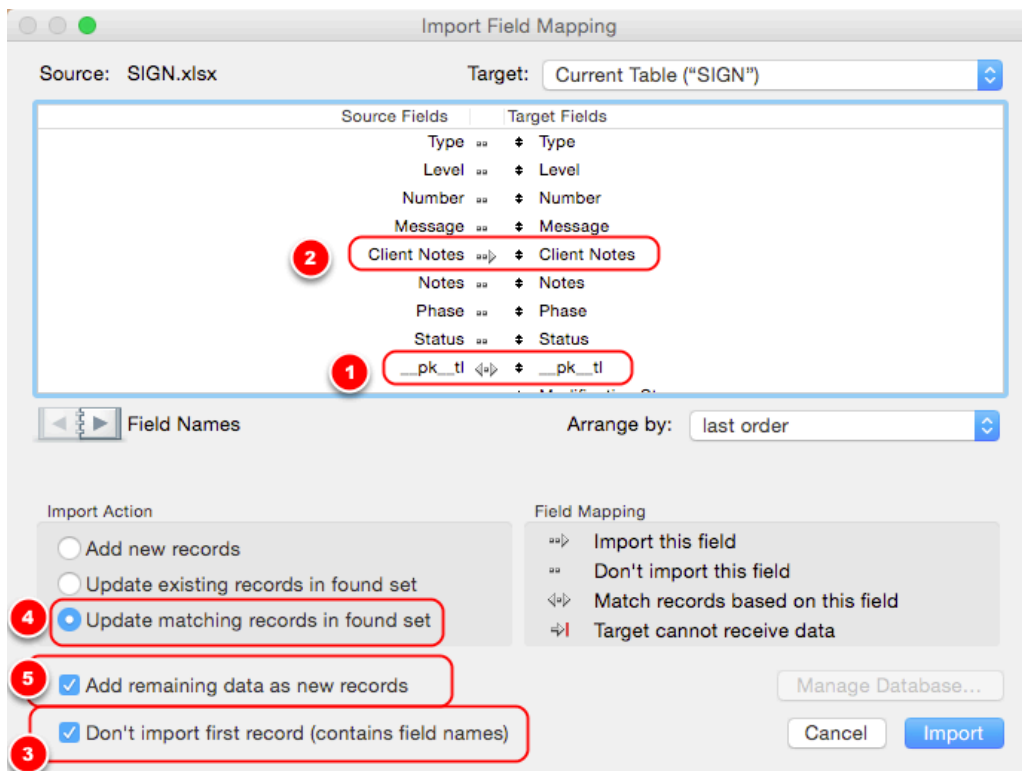 Import Field Mapping
Source: SIGN.xlsx Target: Current Table (“SIGN”)
Source Fields Target Fields
Type Type
Level Level
Number Number
Message Message
2 Client Notes Client Notes
Notes Notes
Phase Phase
Status Status
1 __pk__tl __pk__tl
Field Names Arrange by: last order
Import Action Field Mapping
Add new records Import this field
Update existing records in found set Don't import this field
4 Update matching records in found set Match records based on this field
Target cannot receive data
5 Add remaining data as new records Manage Database...
3 Don't import first record (contains field names) Cancel Import